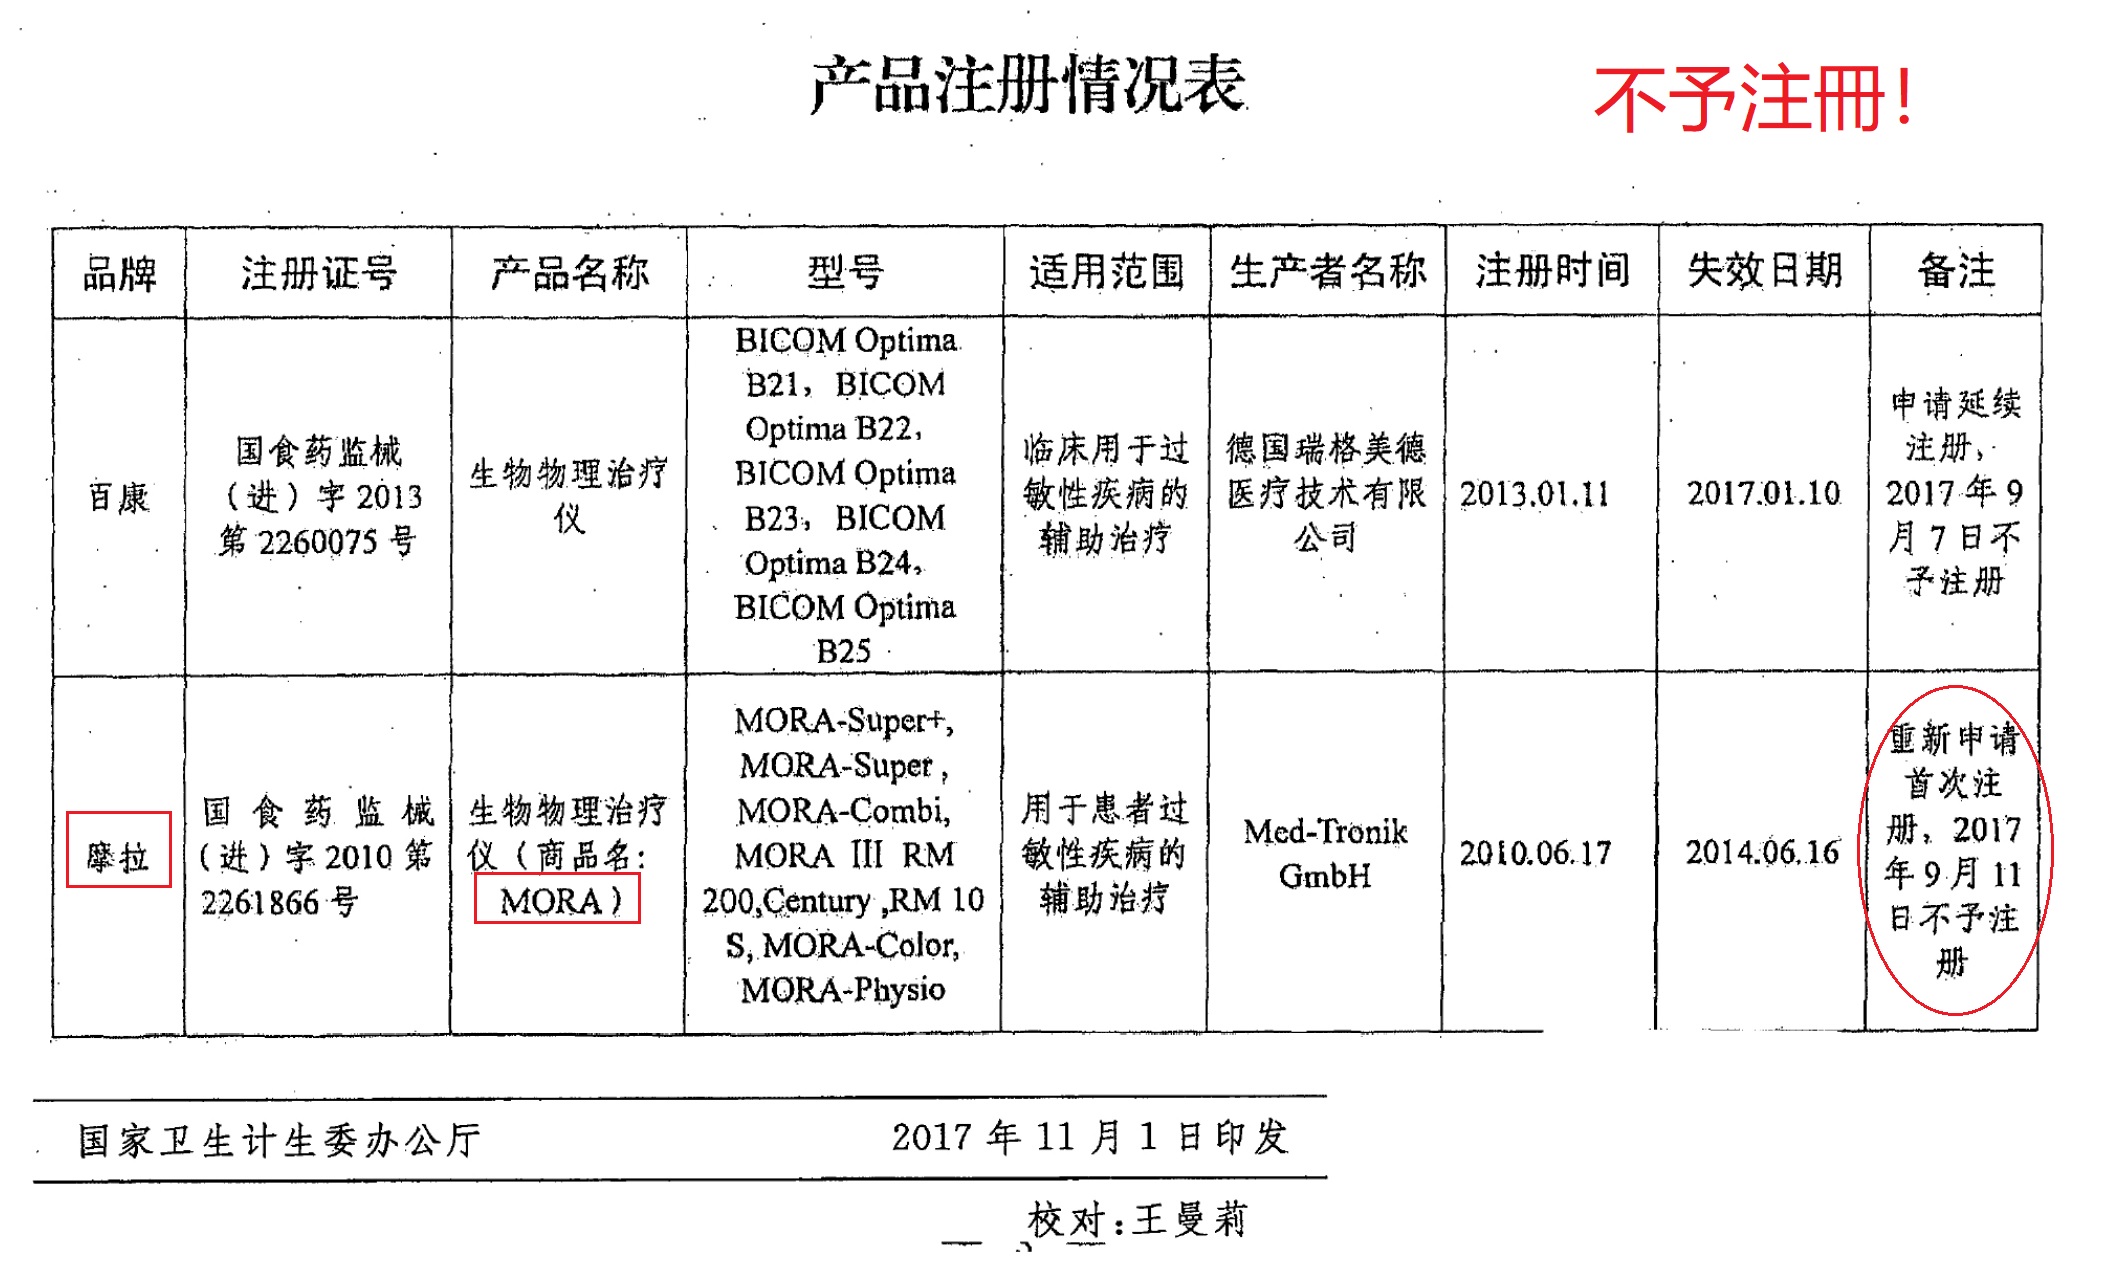 产品注册情况表
不予注冊!
品牌 注册证号 产品名称 型号 适用范围 生产者名称 注册时间 失效日期 备注
百康
国食药监械
（进）字 2013
第 2260075 号
生物物理治疗
仪
BICOM Optima
B21，BICOM
Optima B22，
BICOM Optima
B23，BICOM
Optima B24，
BICOM Optima
B25
临床用于过
敏性疾病的
辅助治疗
德国瑞格美德
医疗技术有限
公司
2013.01.11
2017.01.10
申请延续
注册，
2017 年 9
月 7 日不
予注册
摩拉
国食药监械
（进）字 2010 第
2261866 号
生物物理治疗
仪（商品名：
MORA）
MORA-Super+,
MORA-Super ,
MORA-Combi,
MORA III RM
200,Century ,RM 10
S, MORA-Color,
MORA-Physio
用于患者过
敏性疾病的
辅助治疗
Med-Tronik
GmbH
2010.06.17
2014.06.16
重新申请
首次注
册，2017
年 9 月 11
日不予注
册
国家卫生计生委办公厅 2017 年 11 月 1 日印发
校对：王曼莉